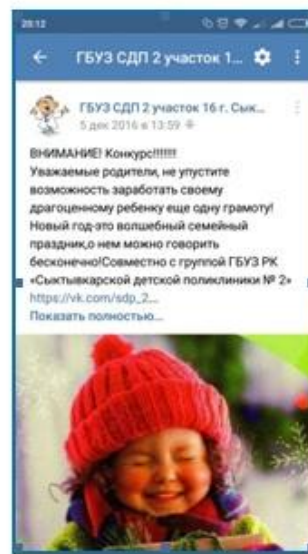 20:12
ГБУЗ СДП 2 участок 1...
ГБУЗ СДП 2 участок 16 г. Сык...
5 дек 2016 в 13:59
ВНИМАНИЕ! Конкурс!!!!!!!!
Уважаемые родители, не упустите
возможность заработать своему
драгоценному ребенку еще одну грамоту!
Новый год-это волшебный семейный
праздник,о нем можно говорить
бесконечно!Совместно с группой ГБУЗ РК
«Сыктывкарской детской поликлиники № 2»
https://vk.com/sdp_2...
Показать полностью...